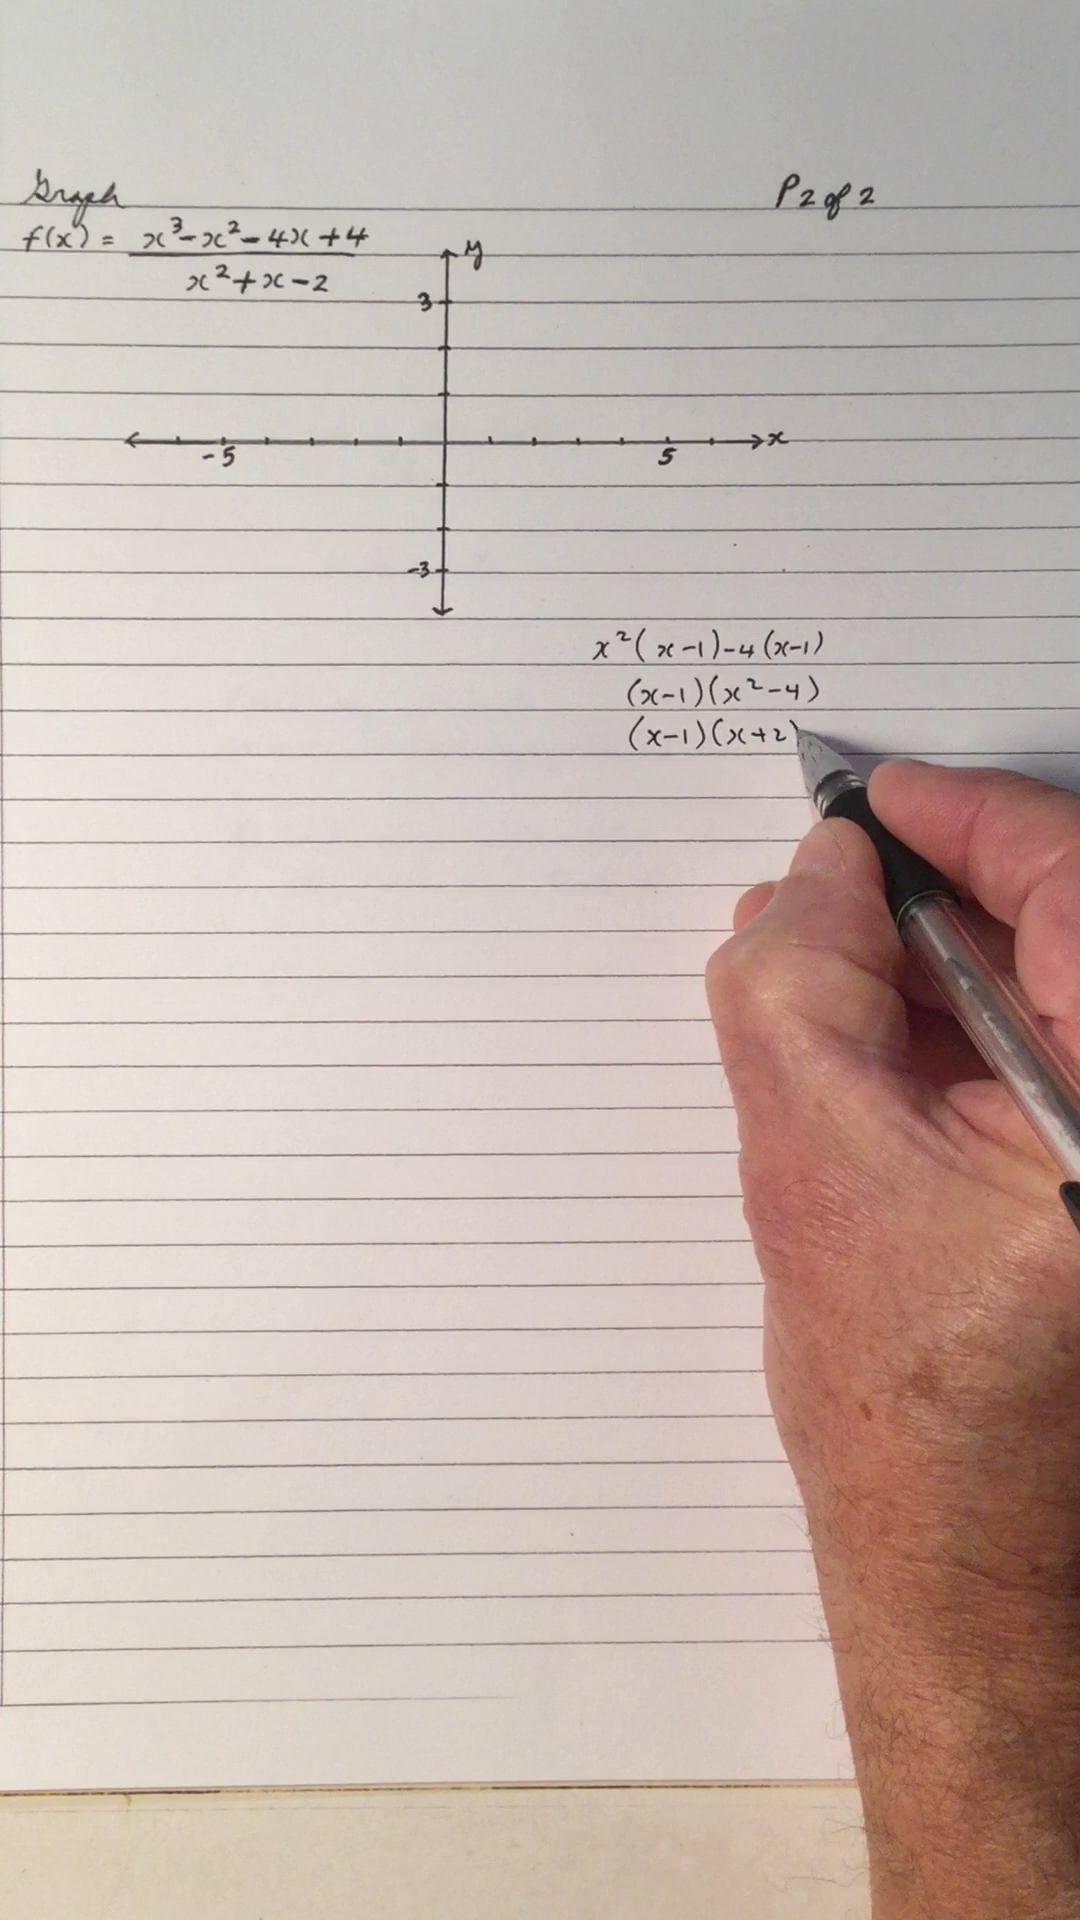 Graph
P2 of 2
f(x) = x³-x²-4x+4
x²+x-2
y
3
x
-5
5
-3
x²(x-1)-4(x-1)
(x-1)(x²-4)
(x-1)(x+2)